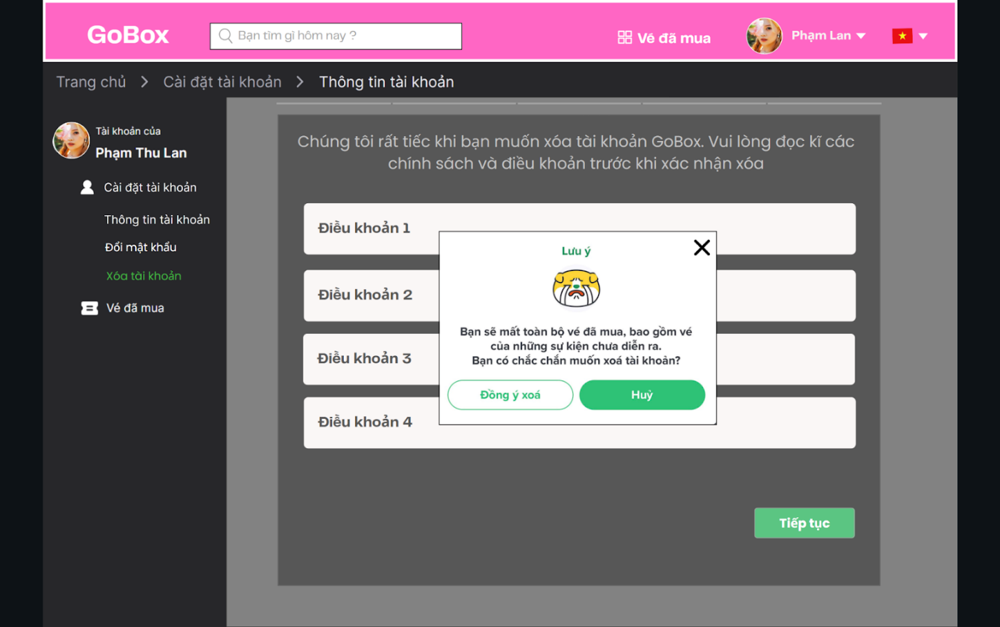 GoBox
Bạn tìm gì hôm nay ?
Vé đã mua
Phạm Lan
Trang chủ > Cài đặt tài khoản > Thông tin tài khoản
Tài khoản của
Phạm Thu Lan
Cài đặt tài khoản
Thông tin tài khoản
Đổi mật khẩu
Xóa tài khoản
Vé đã mua
Chúng tôi rất tiếc khi bạn muốn xóa tài khoản GoBox. Vui lòng đọc kĩ các
chính sách và điều khoản trước khi xác nhận xóa
Điều khoản 1
Điều khoản 2
Điều khoản 3
Điều khoản 4
Lưu ý
Bạn sẽ mất toàn bộ vé đã mua, bao gồm vé
của những sự kiện chưa diễn ra.
Bạn có chắc chắn muốn xoá tài khoản?
Đồng ý xoá
Huỷ
Tiếp tục